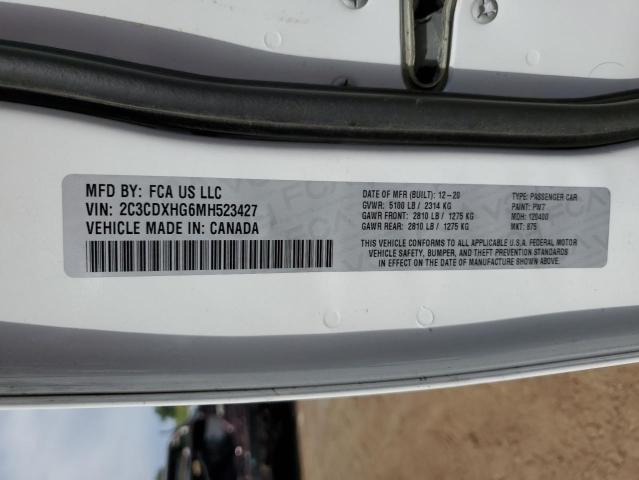 MFD BY: FCA US LLC
VIN: 2C3CDXHG6MH523427
VEHICLE MADE IN: CANADA
DATE OF MFR (BUILT): 12-20
GVWR: 5100 LB / 2314 KG
GAWR FRONT: 2810 LB / 1275 KG
GAWR REAR: 2810 LB / 1275 KG
TYPE: PASSENGER CAR
PAINT: PW7
MDH: 120400
MKT: 875
THIS VEHICLE CONFORMS TO ALL APPLICABLE U.S.A. FEDERAL MOTOR
VEHICLE SAFETY, BUMPER, AND THEFT PREVENTION STANDARDS
IN EFFECT ON THE DATE OF MANUFACTURE SHOWN ABOVE.